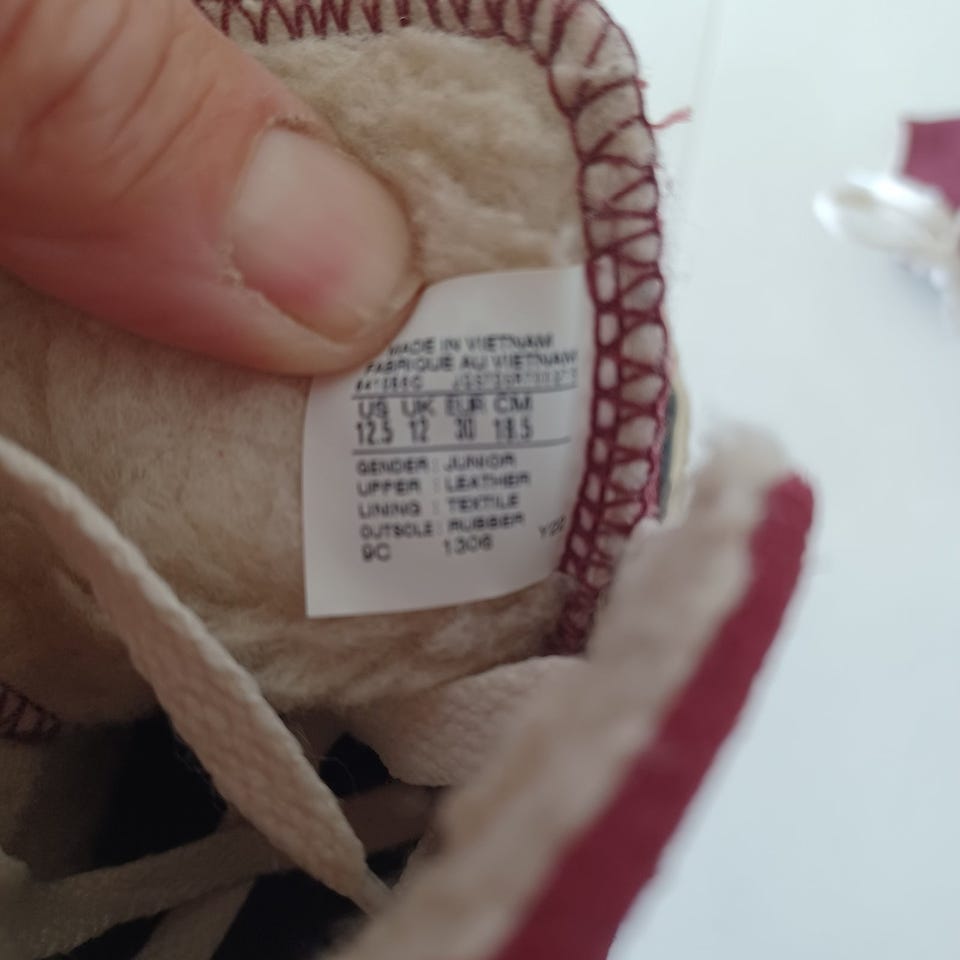 MADE IN VIETNAM
FABRIQUE AU VIETNAM
US UK EUR CM
12.5 12 30 18.5
GENDER : JUNIOR
UPPER : LEATHER
LINING : TEXTILE
OUTSOLE : RUBBER
9C 1306